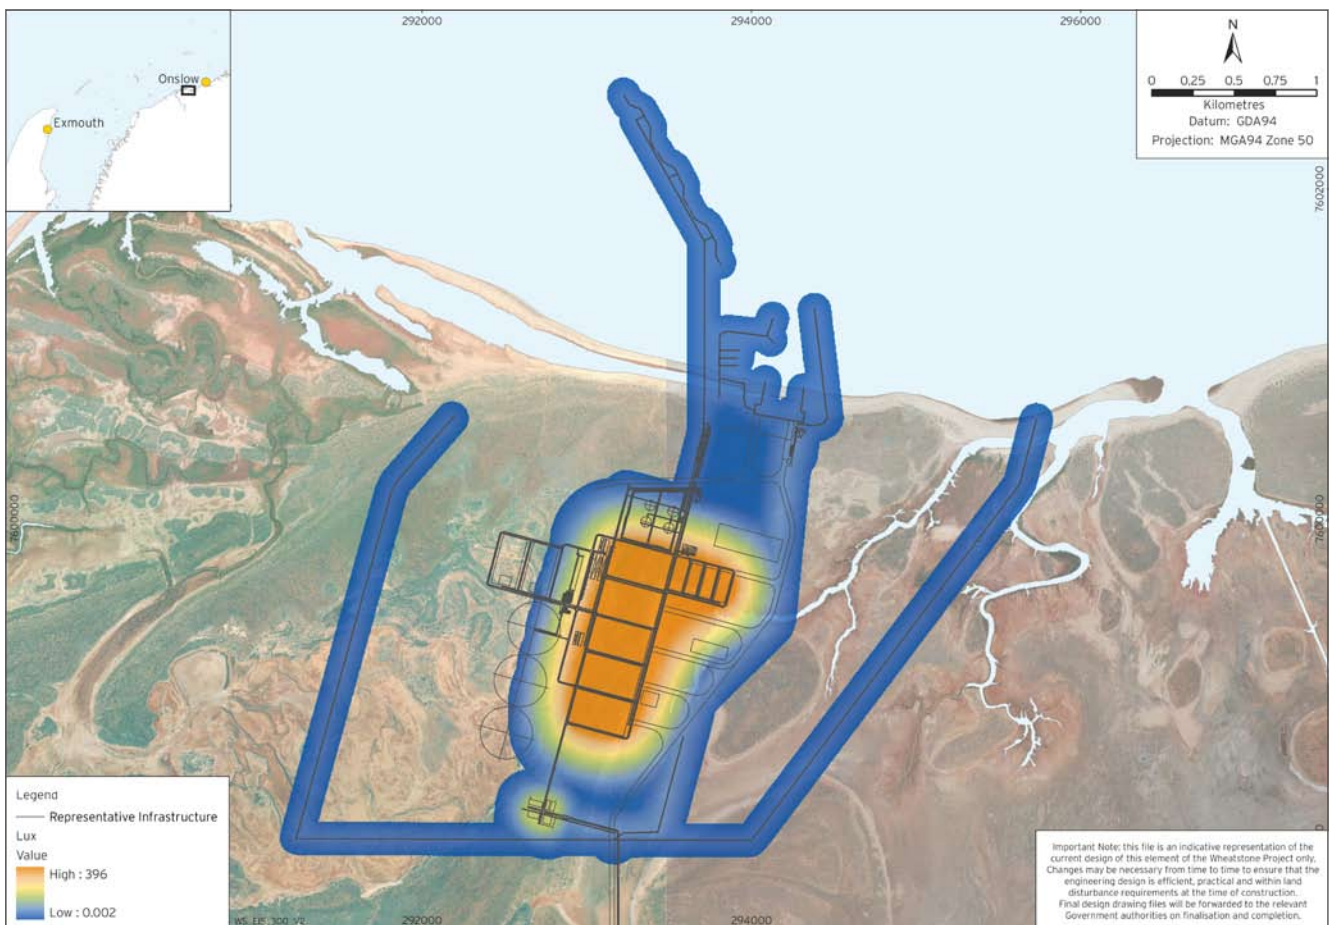 292000
294000
296000
Onslow
Exmouth
N
0 0.25 0.5 0.75 1
Kilometres
Datum: GDA94
Projection: MGA94 Zone 50
7602000
7600000
7600000
Legend
Representative Infrastructure
Lux
Value
High : 396
Low : 0.002
292000
294000
Important Note: this file is an indicative representation of the
current design of this element of the Wheatstone Project only.
Changes may be necessary from time to time to ensure that the
engineering design is efficient, practical and within land
disturbance requirements at the time of construction.
Final design drawing files will be forwarded to the relevant
Government authorities on finalisation and completion.